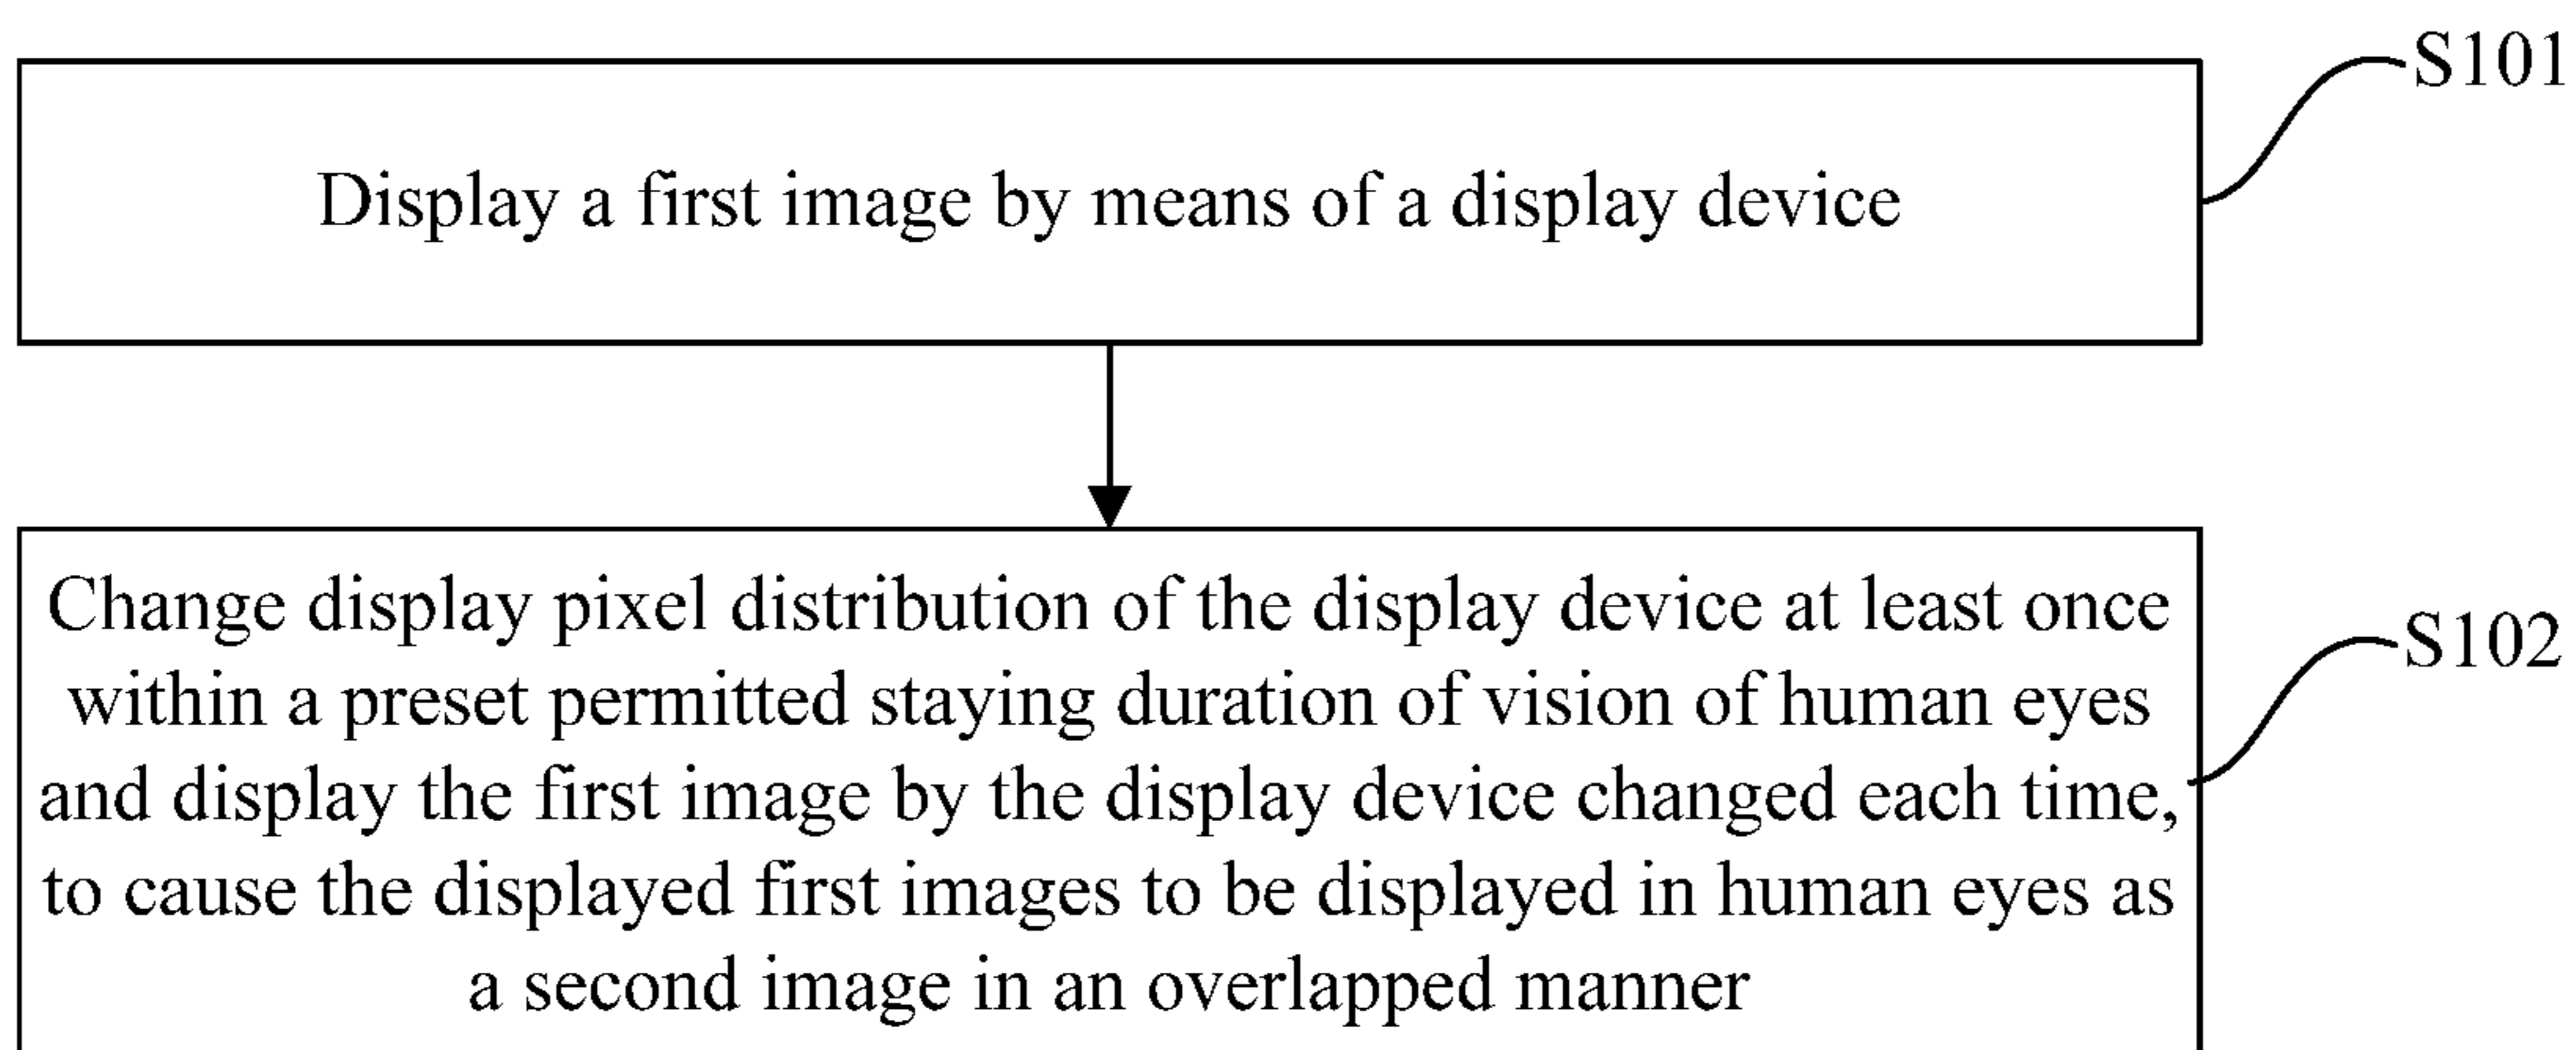 S101
Display a first image by means of a display device
Change display pixel distribution of the display device at least once
within a preset permitted staying duration of vision of human eyes
and display the first image by the display device changed each time,
to cause the displayed first images to be displayed in human eyes as
a second image in an overlapped manner
S102